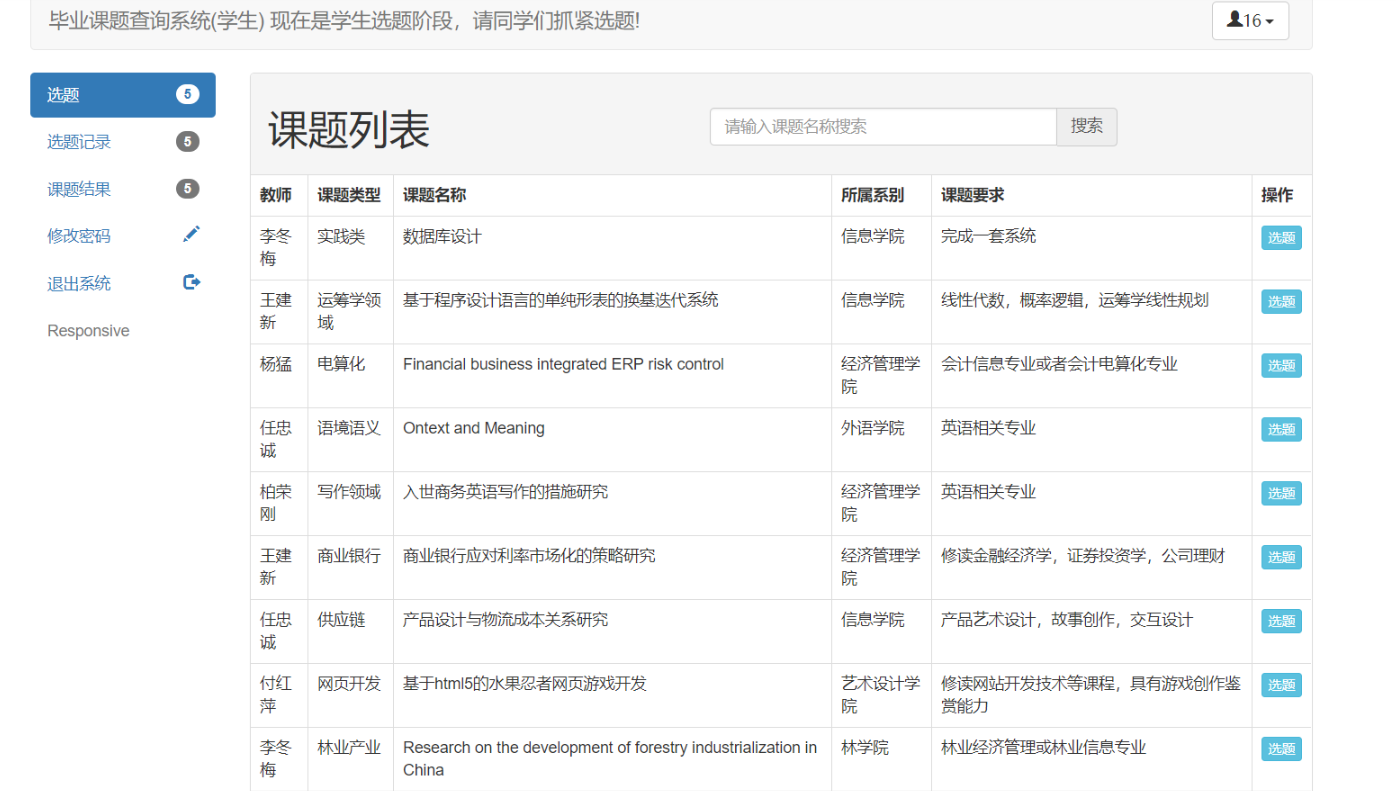 毕业课题查询系统(学生) 现在是学生选题阶段，请同学们抓紧选题!
16
选题 5
选题记录 5
课题结果 5
修改密码
退出系统
Responsive
课题列表
请输入课题名称搜索 搜索
教师 课题类型 课题名称 所属系别 课题要求 操作
李冬 实践类 数据库设计 信息学院 完成一套系统 选题
梅
王建 运筹学领 基于程序设计语言的单纯形表的换基迭代系统 信息学院 线性代数，概率逻辑，运筹学线性规划 选题
新 域
杨猛 电算化 Financial business integrated ERP risk control 经济管理学 会计信息专业或者会计电算化专业 选题
院
任忠 语境语义 Ontext and Meaning 外语学院 英语相关专业 选题
诚
柏荣 写作领域 入世商务英语写作的措施研究 经济管理学 英语相关专业 选题
刚 院
王建 商业银行 商业银行应对利率市场化的策略研究 经济管理学 修读金融经济学，证券投资学，公司理财 选题
新 院
任忠 供应链 产品设计与物流成本关系研究 信息学院 产品艺术设计，故事创作，交互设计 选题
诚
付红 网页开发 基于html5的水果忍者网页游戏开发 艺术设计学 修读网站开发技术等课程，具有游戏创作鉴 选题
萍 院 赏能力
李冬 林业产业 Research on the development of forestry industrialization in 林学院 林业经济管理或林业信息专业 选题
梅 China